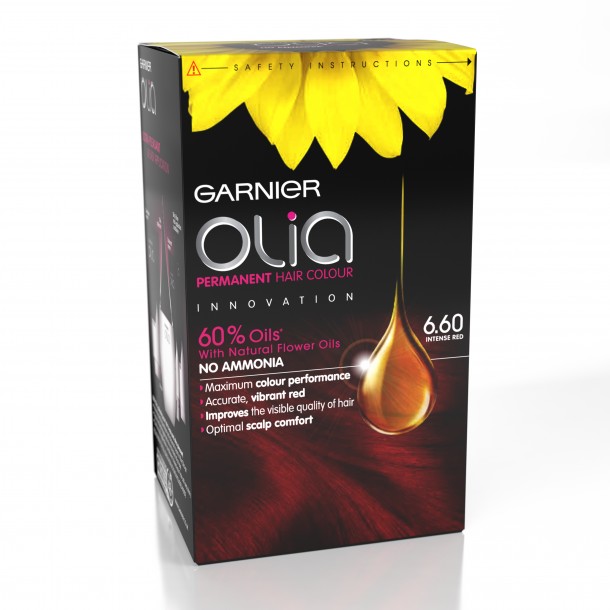 SAFETY INSTRUCTIONS
GARNIER
OLIA
PERMANENT HAIR COLOUR
INNOVATION
60% Oils*
With Natural Flower Oils
NO AMMONIA
Maximum colour performance
Accurate, vibrant red
Improves the visible quality of hair
Optimal scalp comfort
6.60
INTENSE RED
GARNIER
OLIA